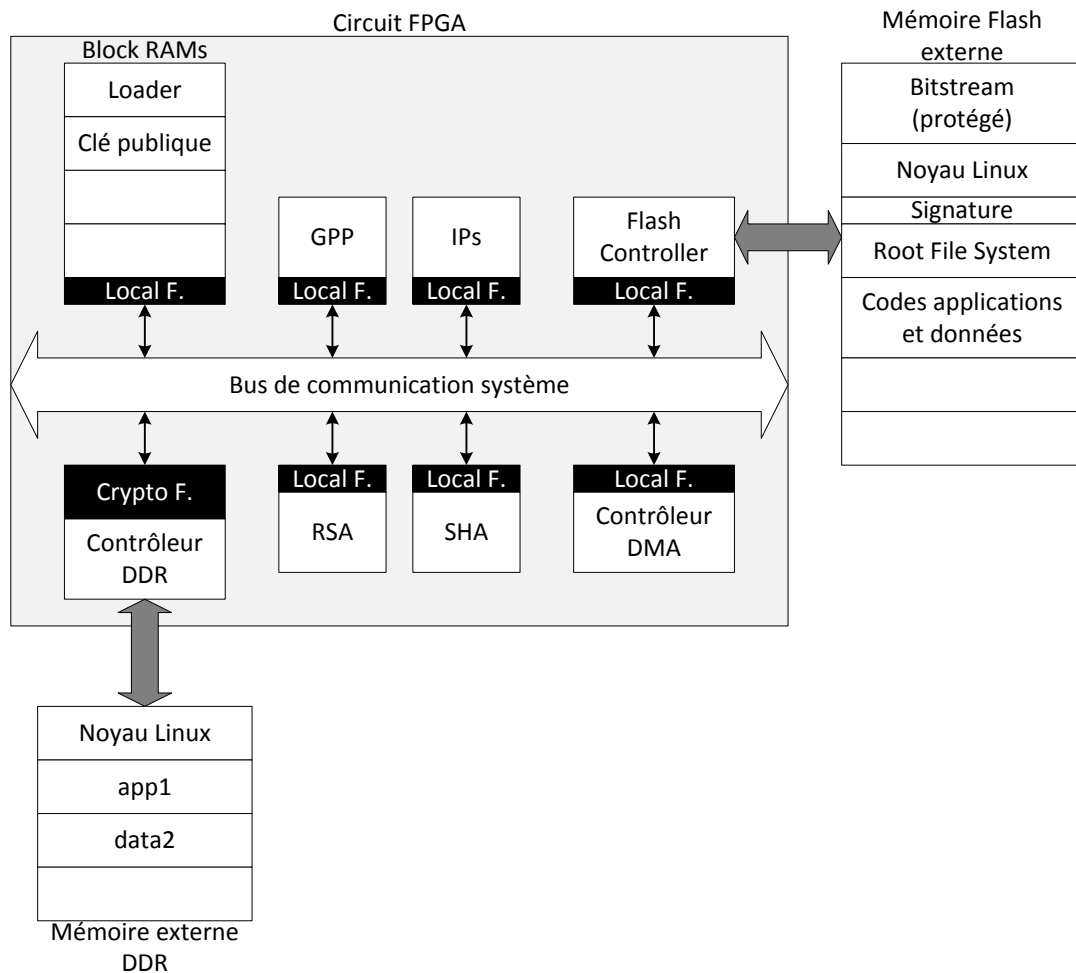 Circuit FPGA
Mémoire Flash
externe
Block RAMs
Loader
Clé publique
Local F.
GPP
Local F.
IPs
Local F.
Flash
Controller
Local F.
Bitstream
(protégé)
Noyau Linux
Signature
Root File System
Codes applications
et données
Bus de communication système
Crypto F.
Contrôleur
DDR
Local F.
RSA
Local F.
SHA
Local F.
Contrôleur
DMA
Noyau Linux
app1
data2
Mémoire externe
DDR